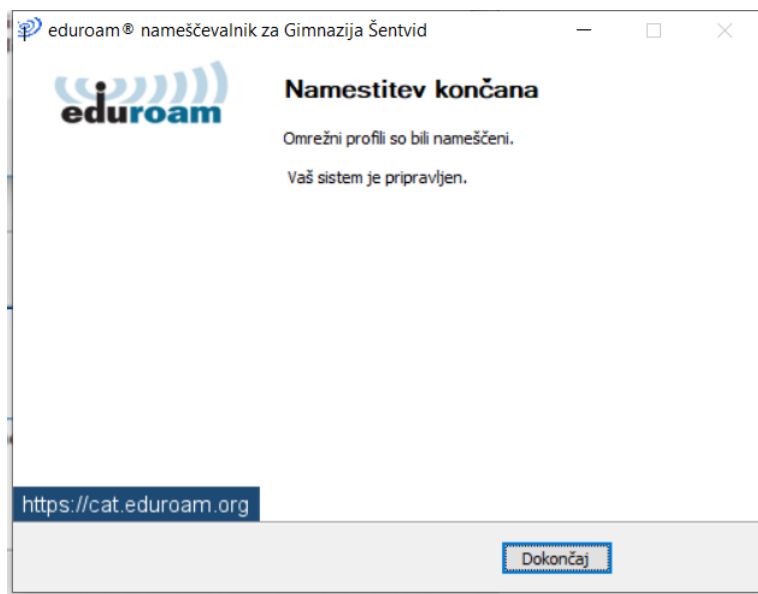 eduroam® nameščevalnik za Gimnazija Šentvid
eduroam
Namestitev končana
Omrežni profili so bili nameščeni.
Vaš sistem je pripravljen.
https://cat.eduroam.org
Dokončaj